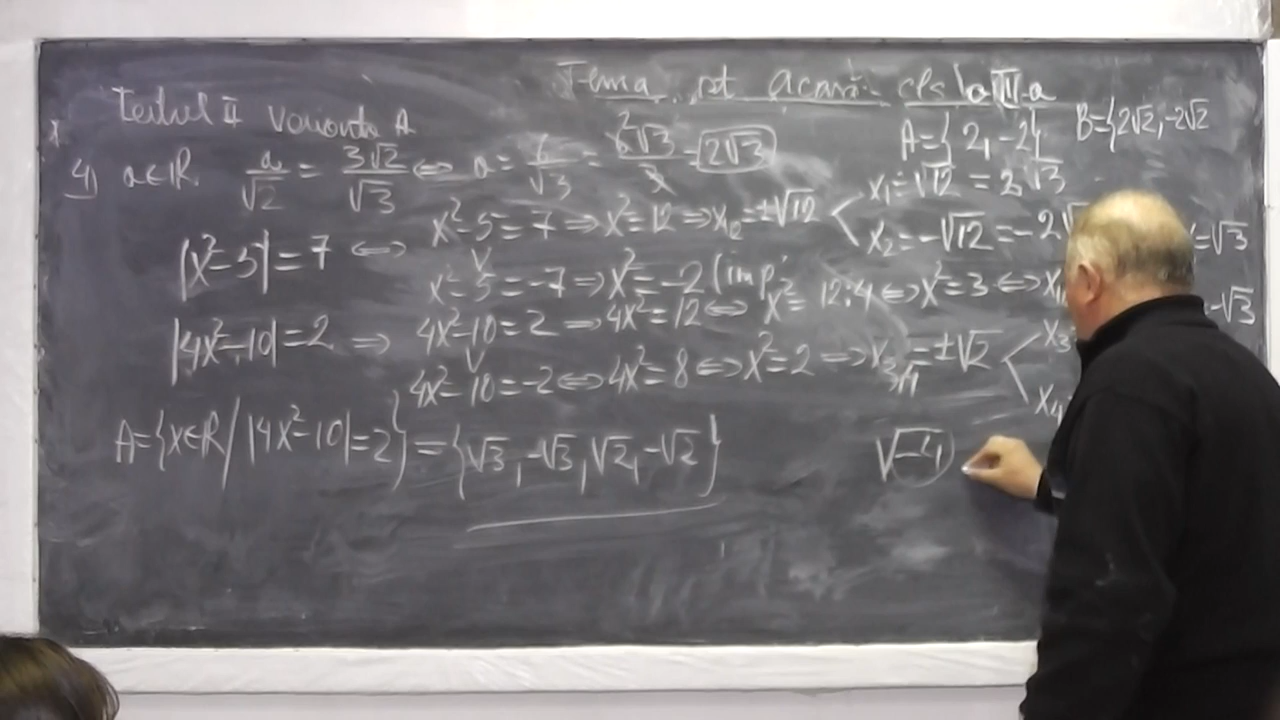 Tema pt acasă cls a VII-a
Testul II Varianta A
A={2, -2} B={2√2, -2√2
4) a∈R. a/√2 = 3√2/√3 ⇔ a = 6/√3 = 6√3/3 = 2√3
x₁=√12 = 2√3
|x²-5|=7 ⇔ x²-5=7 ⇒ x²=12 ⇒ x₁,₂=±√12
x₂=-√12=-2√
V
x²-5=-7 ⇒ x²=-2 (imp)
=√3
|4x²-10|=2 ⇒ 4x²-10=2 ⇒ 4x²=12 ⇔ x²= 12:4 ⇔ x²=3 ⇔ x₁
-√3
V
4x²-10=-2 ⇔ 4x²=8 ⇔ x²=2 ⇒ x₃,₄=±√2
x₃
x₄
A={x∈R/|4x²-10|=2} = {√3, -√3, √2, -√2}
√-4